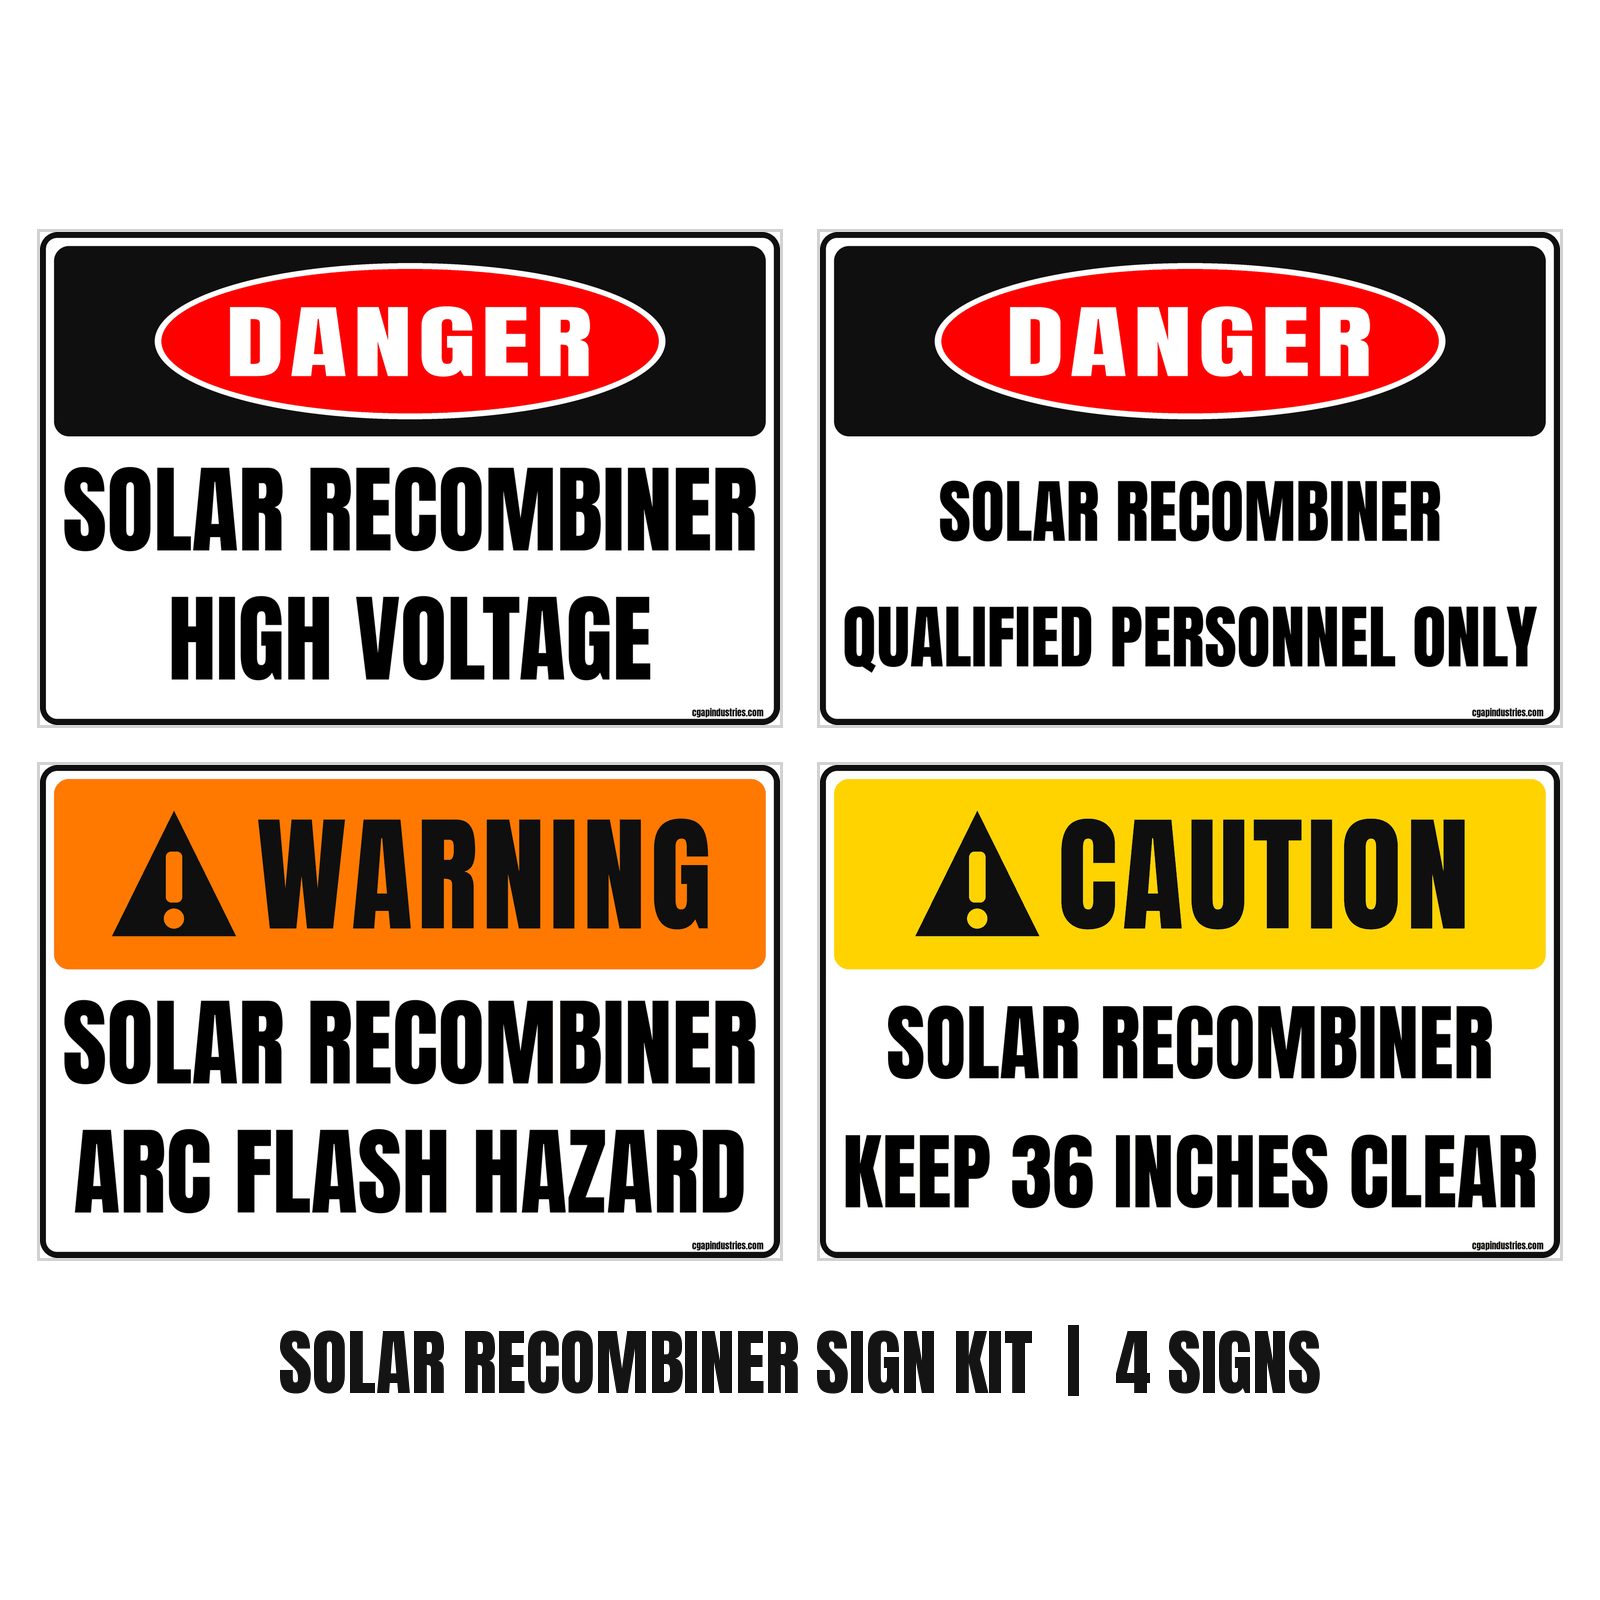 DANGER
SOLAR RECOMBINER
HIGH VOLTAGE
cgapindustries.com
DANGER
SOLAR RECOMBINER
QUALIFIED PERSONNEL ONLY
cgapindustries.com
WARNING
SOLAR RECOMBINER
ARC FLASH HAZARD
cgapindustries.com
CAUTION
SOLAR RECOMBINER
KEEP 36 INCHES CLEAR
cgapindustries.com
SOLAR RECOMBINER SIGN KIT | 4 SIGNS